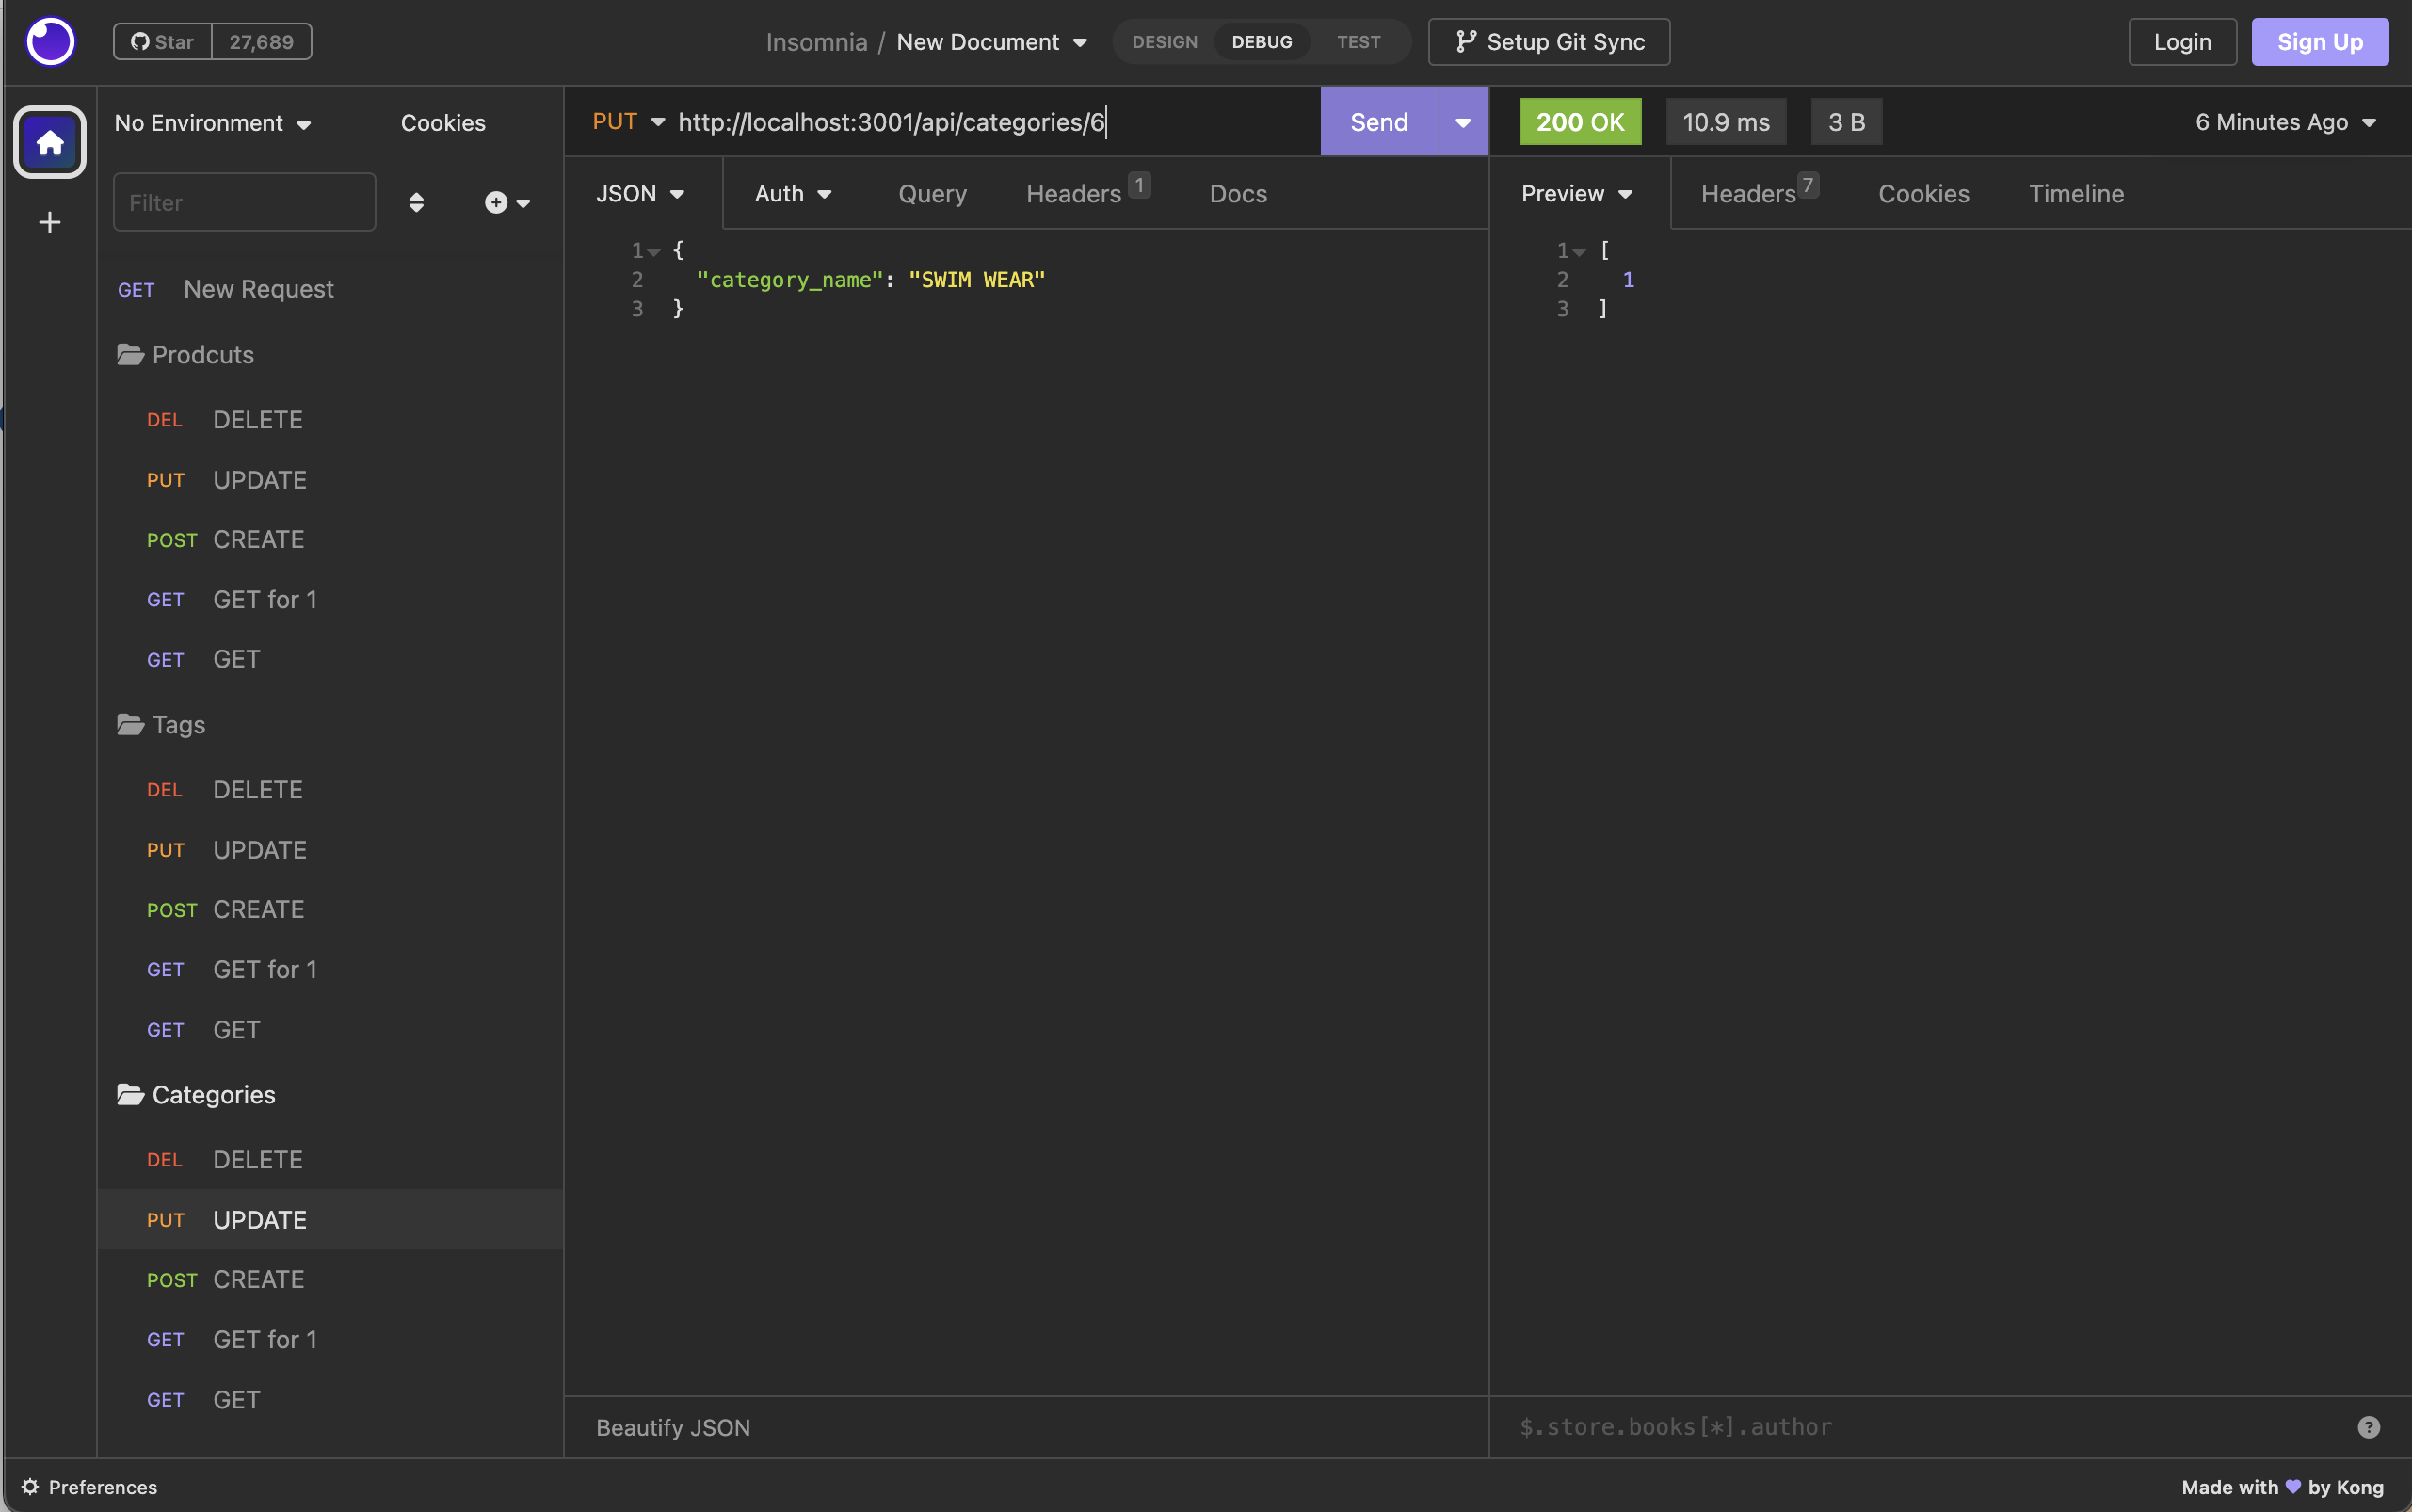 Star 27,689 Insomnia / New Document DESIGN DEBUG TEST Setup Git Sync Login Sign Up
No Environment Cookies
Filter
GET New Request
Prodcuts
DEL DELETE
PUT UPDATE
POST CREATE
GET GET for 1
GET GET
Tags
DEL DELETE
PUT UPDATE
POST CREATE
GET GET for 1
GET GET
Categories
DEL DELETE
PUT UPDATE
POST CREATE
GET GET for 1
GET GET
PUT http://localhost:3001/api/categories/6 Send
JSON Auth Query Headers 1 Docs
1 {
2 "category_name": "SWIM WEAR"
3 }
Beautify JSON
200 OK 10.9 ms 3 B 6 Minutes Ago
Preview Headers 7 Cookies Timeline
1 [
2 1
3 ]
$.store.books[*].author ?
Preferences Made with 💜 by Kong